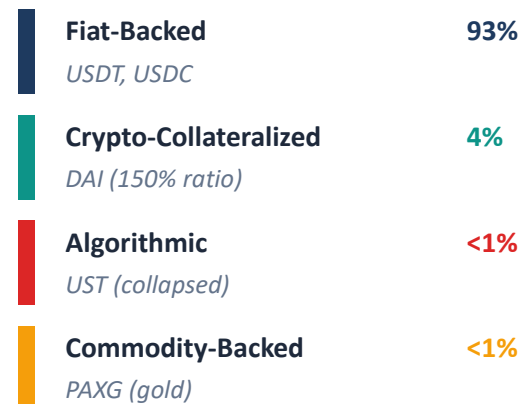 Fiat-Backed 93%
USDT, USDC
Crypto-Collateralized 4%
DAI (150% ratio)
Algorithmic <1%
UST (collapsed)
Commodity-Backed <1%
PAXG (gold)